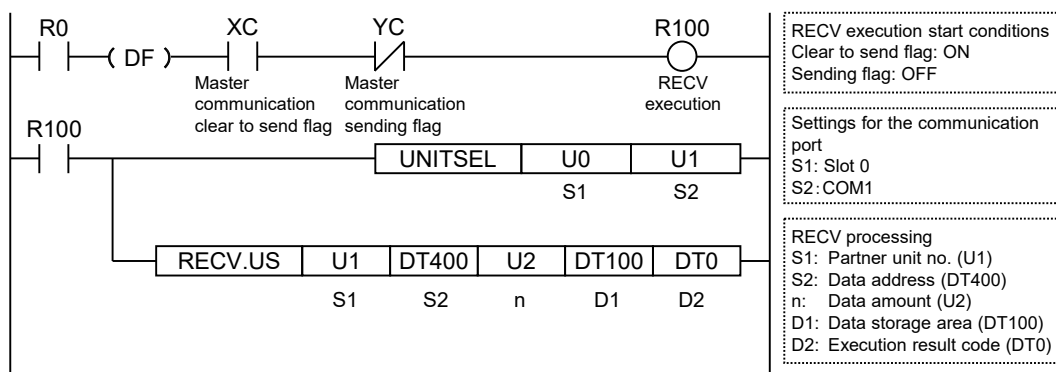 R0
XC
YC
R100
( DF )
Master
communication
clear to send flag
Master
communication
sending flag
RECV
execution
R100
UNITSEL U0 U1
S1 S2
RECV.US U1 DT400 U2 DT100 DT0
S1 S2 n D1 D2
RECV execution start conditions
Clear to send flag: ON
Sending flag: OFF
Settings for the communication
port
S1: Slot 0
S2:COM1
RECV processing
S1: Partner unit no. (U1)
S2: Data address (DT400)
n: Data amount (U2)
D1: Data storage area (DT100)
D2: Execution result code (DT0)